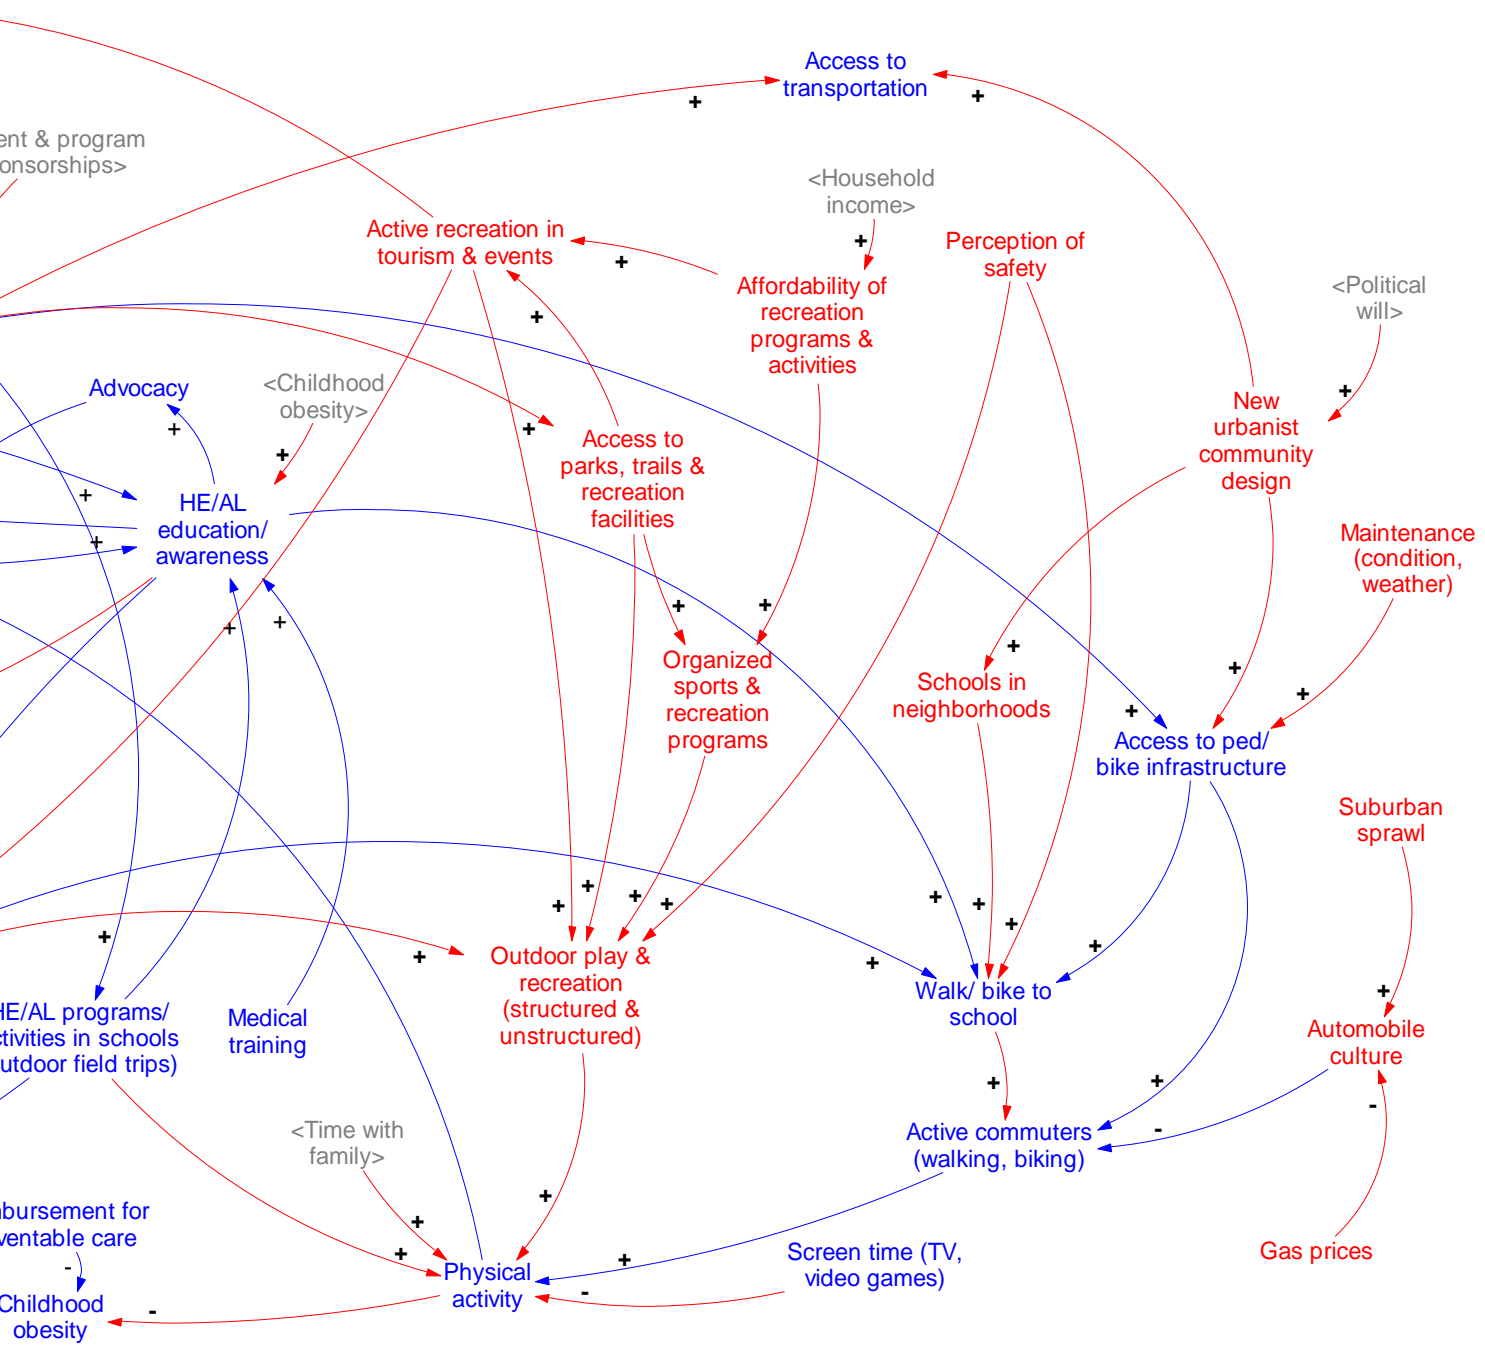 Access to
transportation
ent & program
onsorships>
<Household
income>
Active recreation in
tourism & events
Perception of
safety
Affordability of
recreation
programs &
activities
<Political
will>
Advocacy
<Childhood
obesity>
New
urbanist
community
design
Access to
parks, trails &
recreation
facilities
HE/AL
education/
awareness
Maintenance
(condition,
weather)
Organized
sports &
recreation
programs
Schools in
neighborhoods
Access to ped/
bike infrastructure
Suburban
sprawl
Outdoor play &
recreation
(structured &
unstructured)
Walk/ bike to
school
HE/AL programs/
ctivities in schools
utdoor field trips)
Medical
training
Automobile
culture
<Time with
family>
Active commuters
(walking, biking)
bursement for
ventable care
Screen time (TV,
video games)
Gas prices
Physical
activity
Childhood
obesity